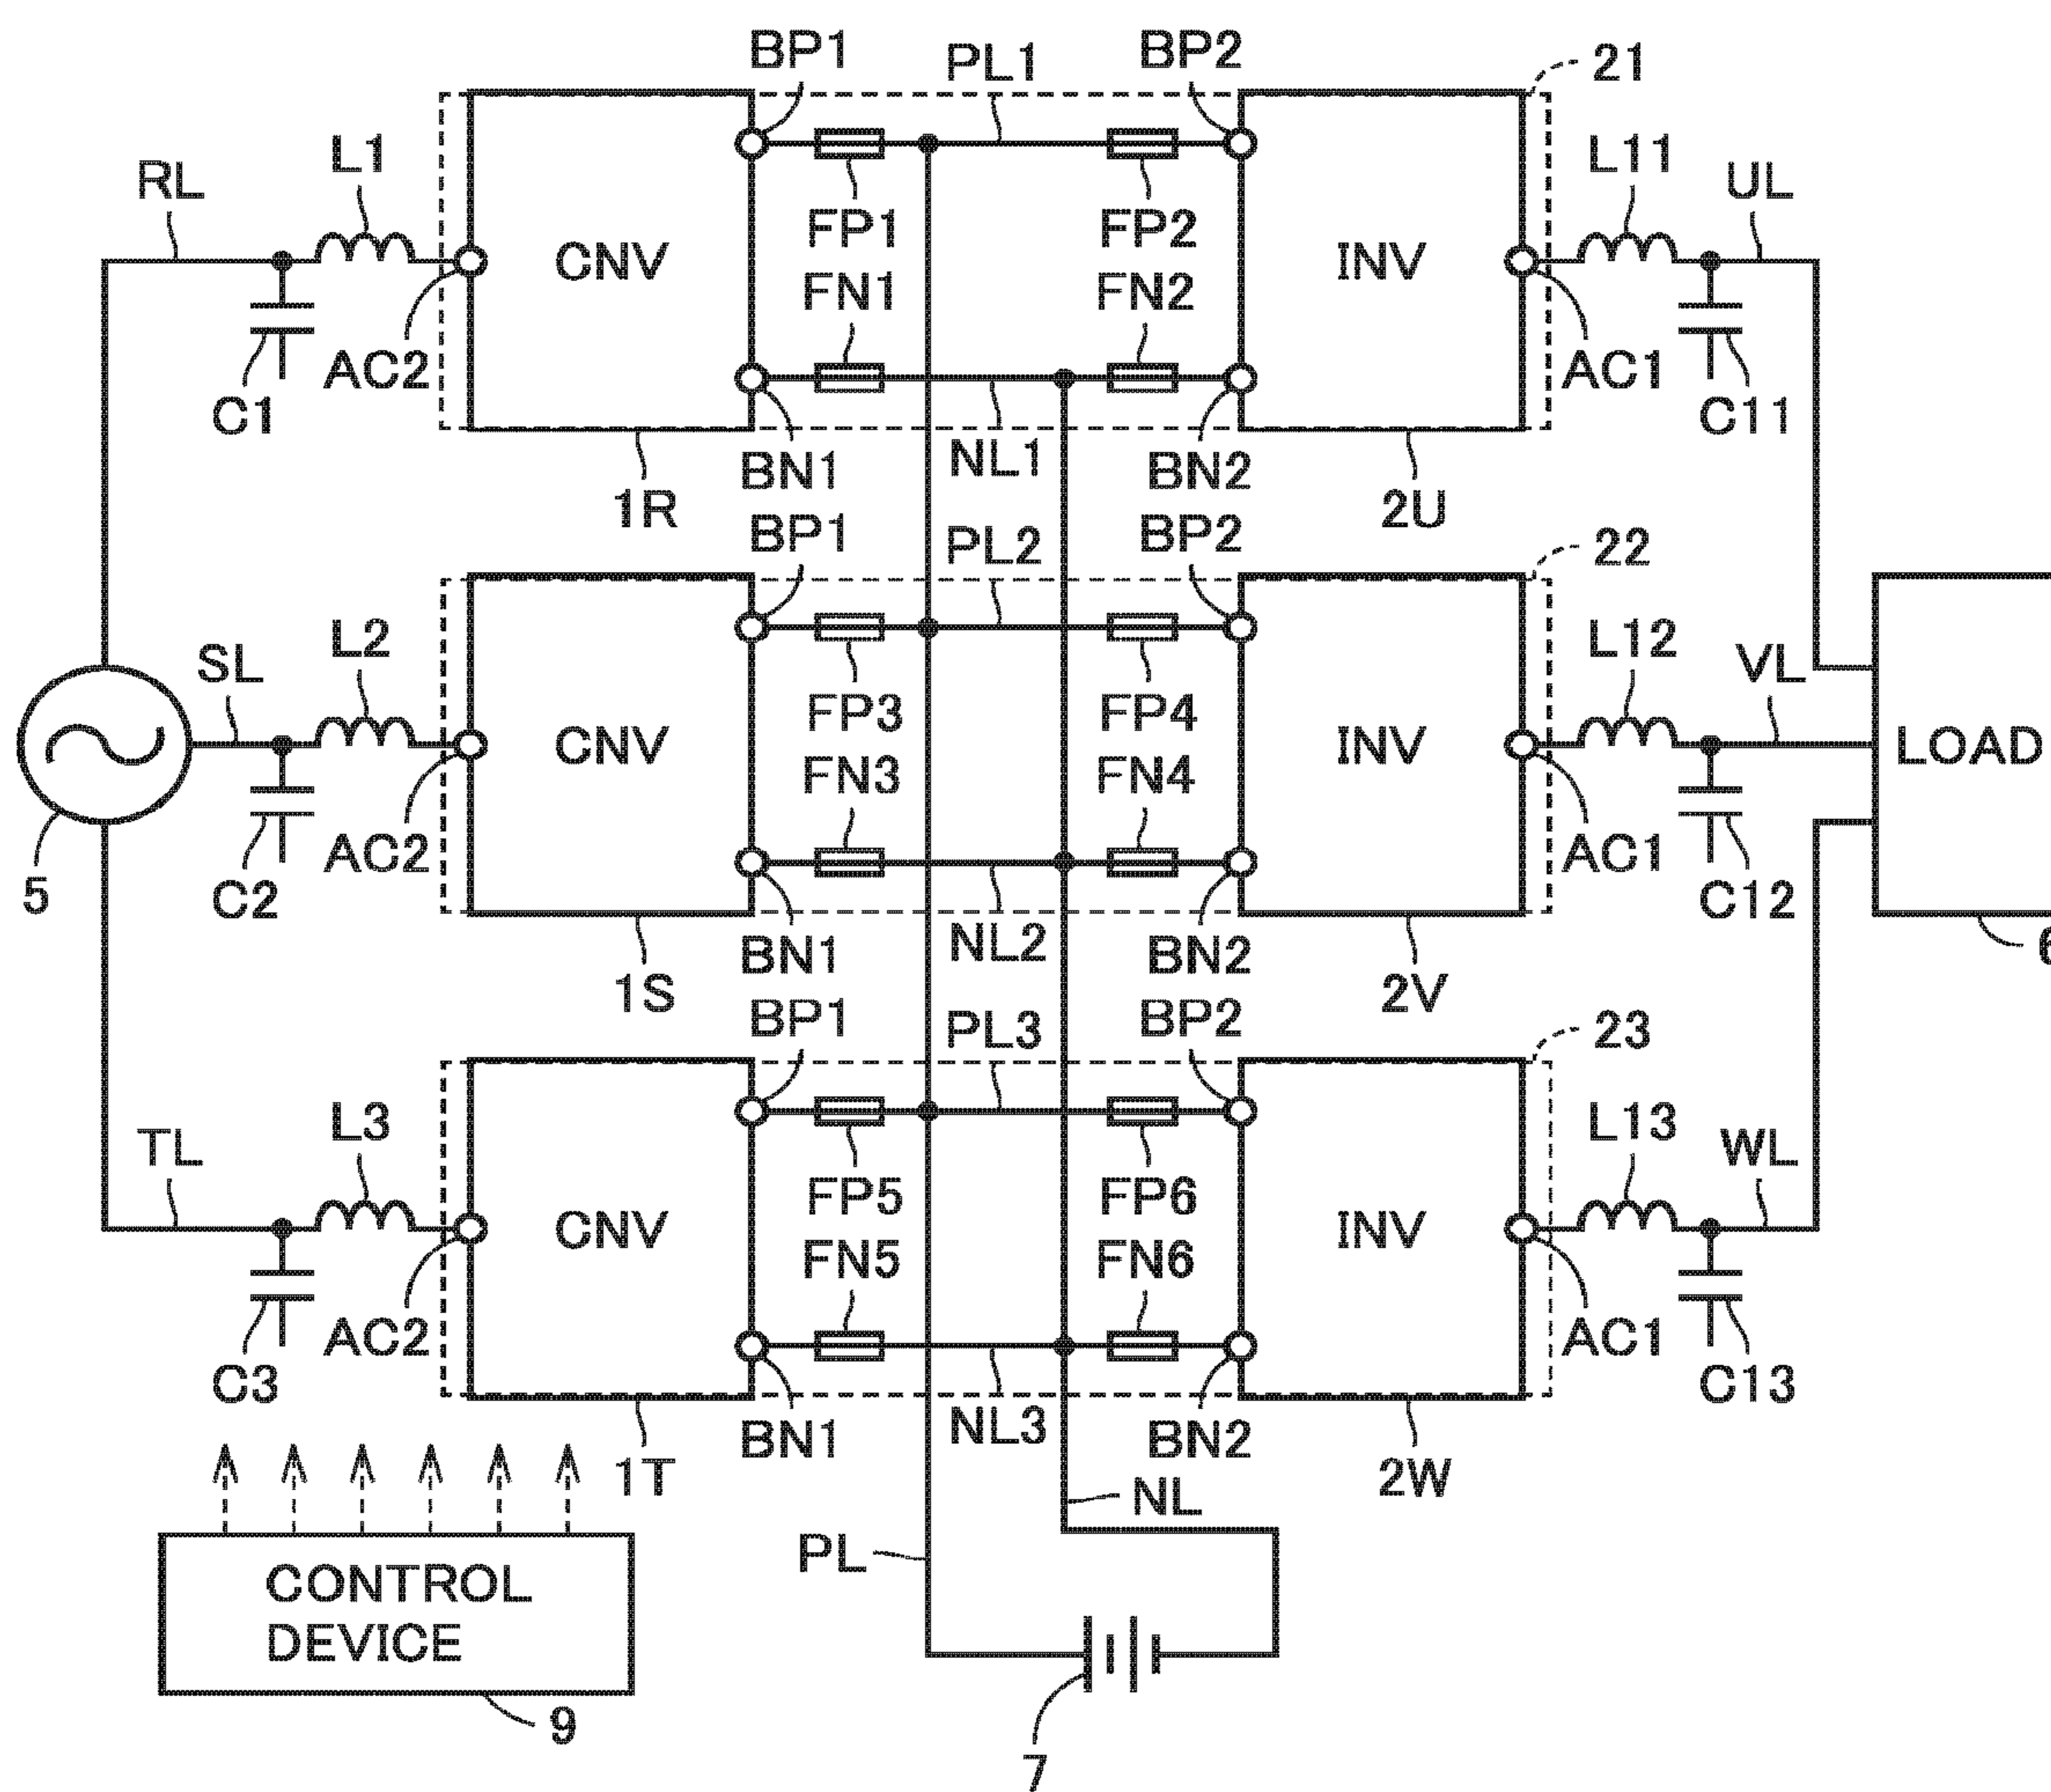 BP1 PL1 BP2 21
RL L1 L11 UL
FP1 FP2
CNV INV
FN1 FN2
C1 AC2 AC1 C11
BN1 NL1 BN2
1R 2U
BP1 PL2 BP2 22
SL L2 L12 VL
FP3 FP4
CNV INV LOAD
FN3 FN4
5 C2 AC2 AC1 C12
BN1 NL2 BN2 6
1S 2V
BP1 PL3 BP2 23
TL L3 L13 WL
FP5 FP6
CNV INV
FN5 FN6
C3 AC2 AC1 C13
BN1 NL3 BN2
1T 2W
NL
PL
CONTROL
DEVICE
9
7